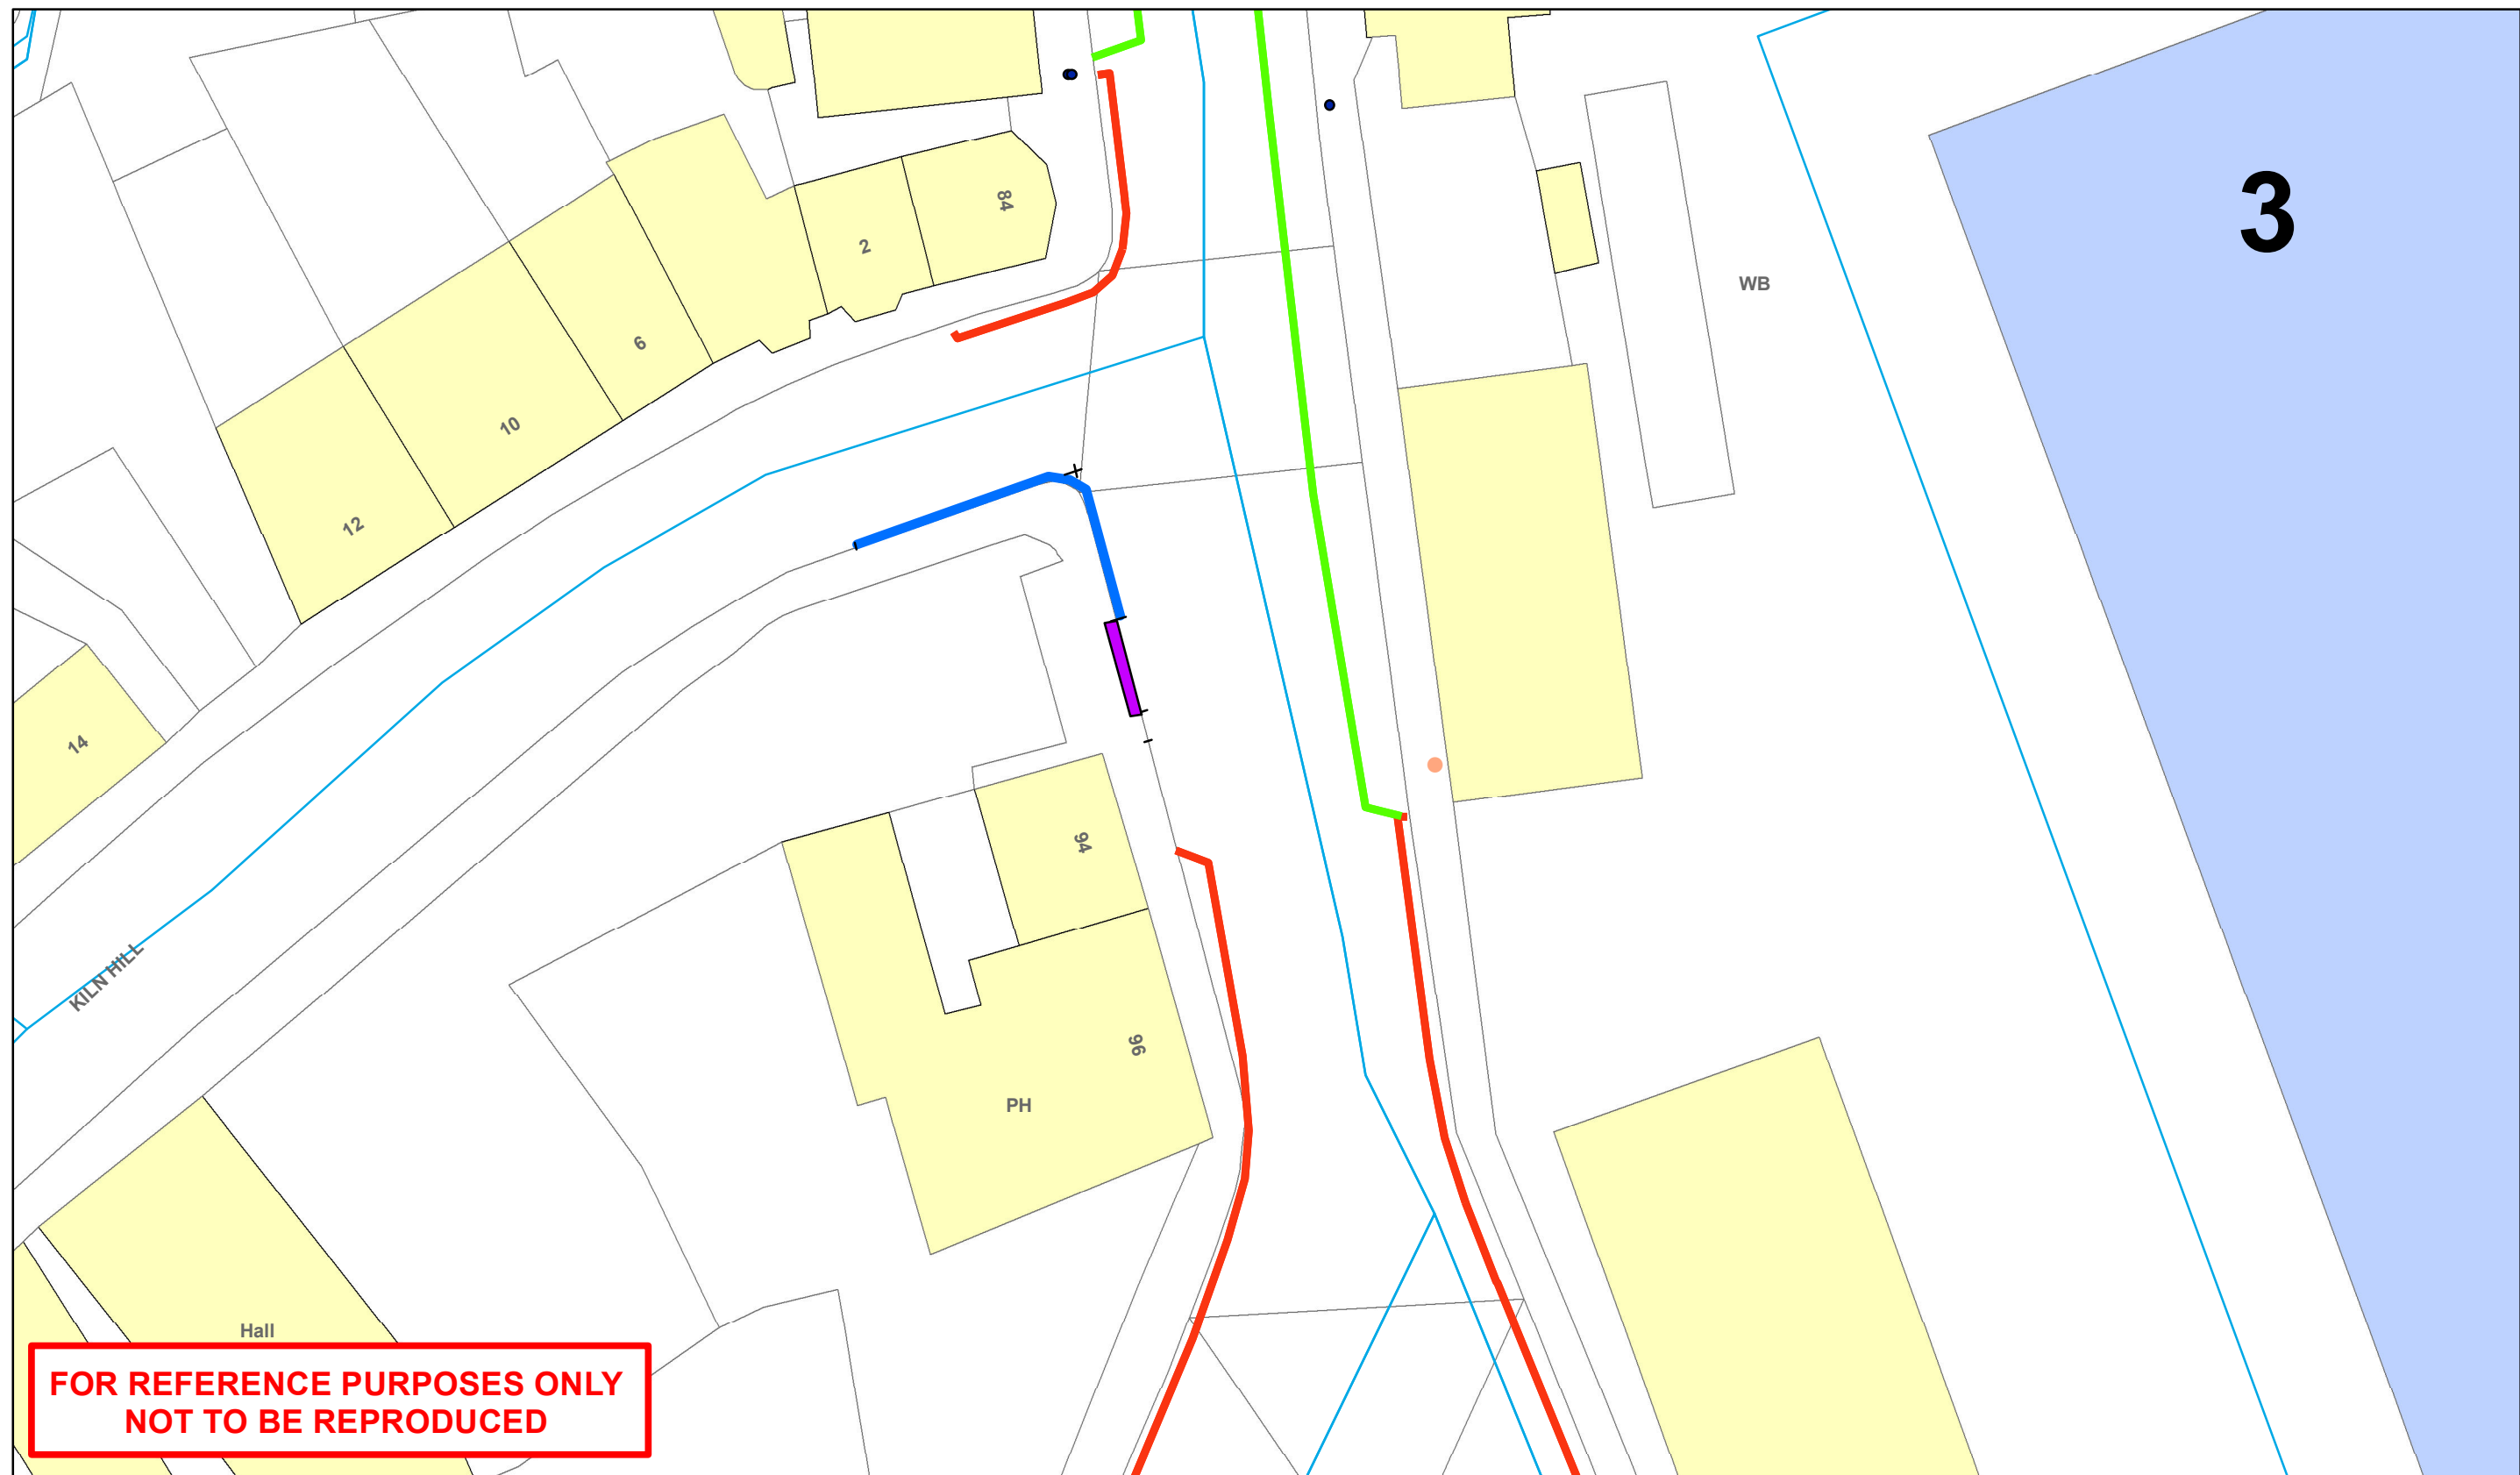 3
84
2
WB
6
10
12
14
94
KILN HILL
96
PH
Hall
FOR REFERENCE PURPOSES ONLY
NOT TO BE REPRODUCED